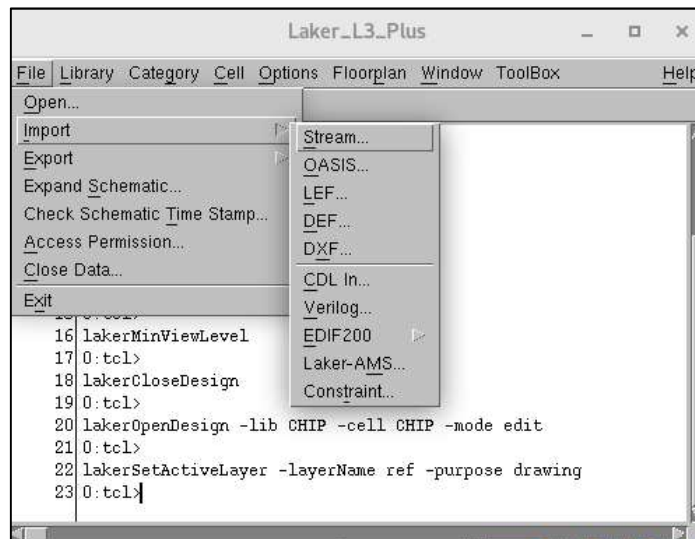 Laker_L3_Plus
File Library Category Cell Options Floorplan Window ToolBox Help
Open...
Import
Export
Expand Schematic...
Check Schematic Time Stamp...
Access Permission...
Close Data...
Exit
Stream...
OASIS...
LEF...
DEF...
DXF...
CDL In...
Verilog...
EDIF200
Laker-AMS...
Constraint...
16 lakerMinViewLevel
17 0:tcl>
18 lakerCloseDesign
19 0:tcl>
20 lakerOpenDesign -lib CHIP -cell CHIP -mode edit
21 0:tcl>
22 lakerSetActiveLayer -layerName ref -purpose drawing
23 0:tcl>